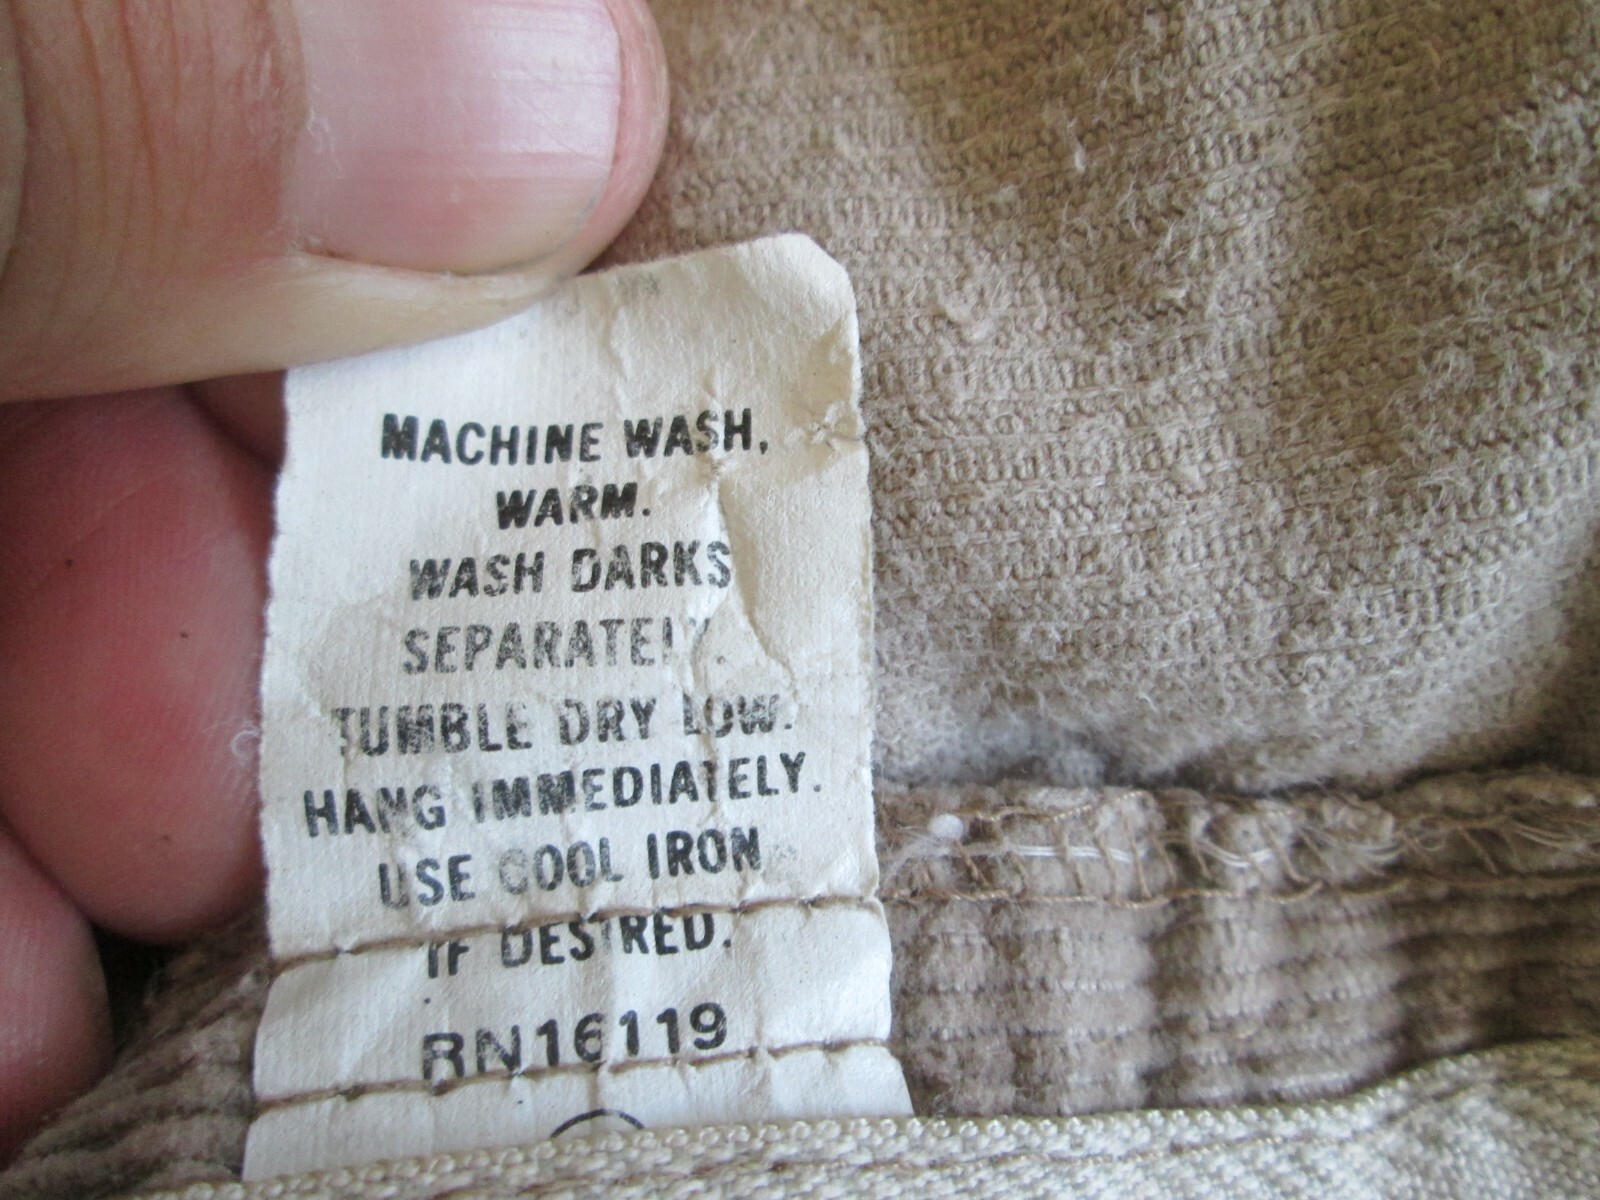 MACHINE WASH,
WARM.
WASH DARKS
SEPARATELY.
TUMBLE DRY LOW.
HANG IMMEDIATELY.
USE COOL IRON
IF DESIRED.
RN16119